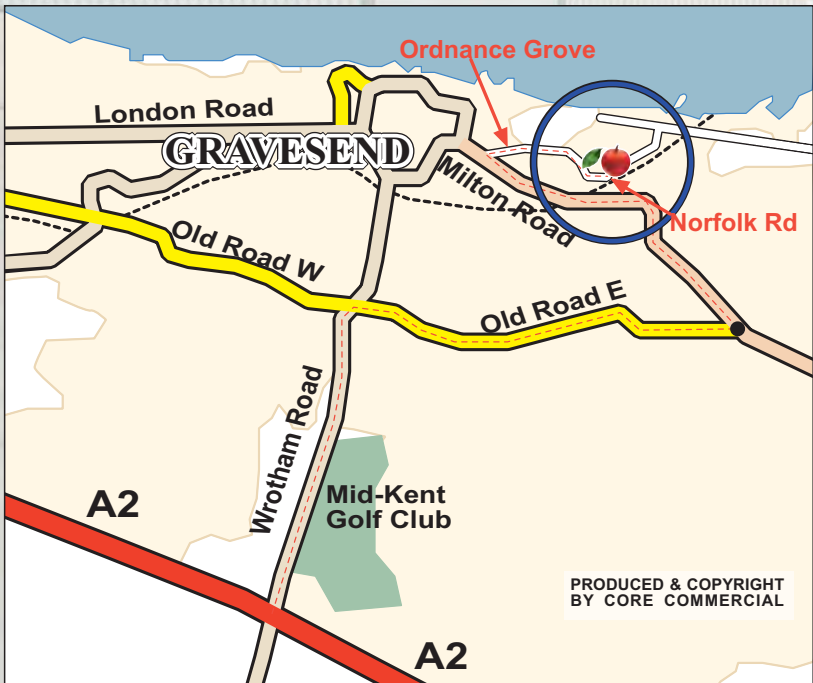 Ordnance Grove
London Road
GRAVESEND
Milton Road
Norfolk Rd
Old Road W
Old Road E
Wrotham Road
Mid-Kent
Golf Club
A2
PRODUCED & COPYRIGHT
BY CORE COMMERCIAL
A2